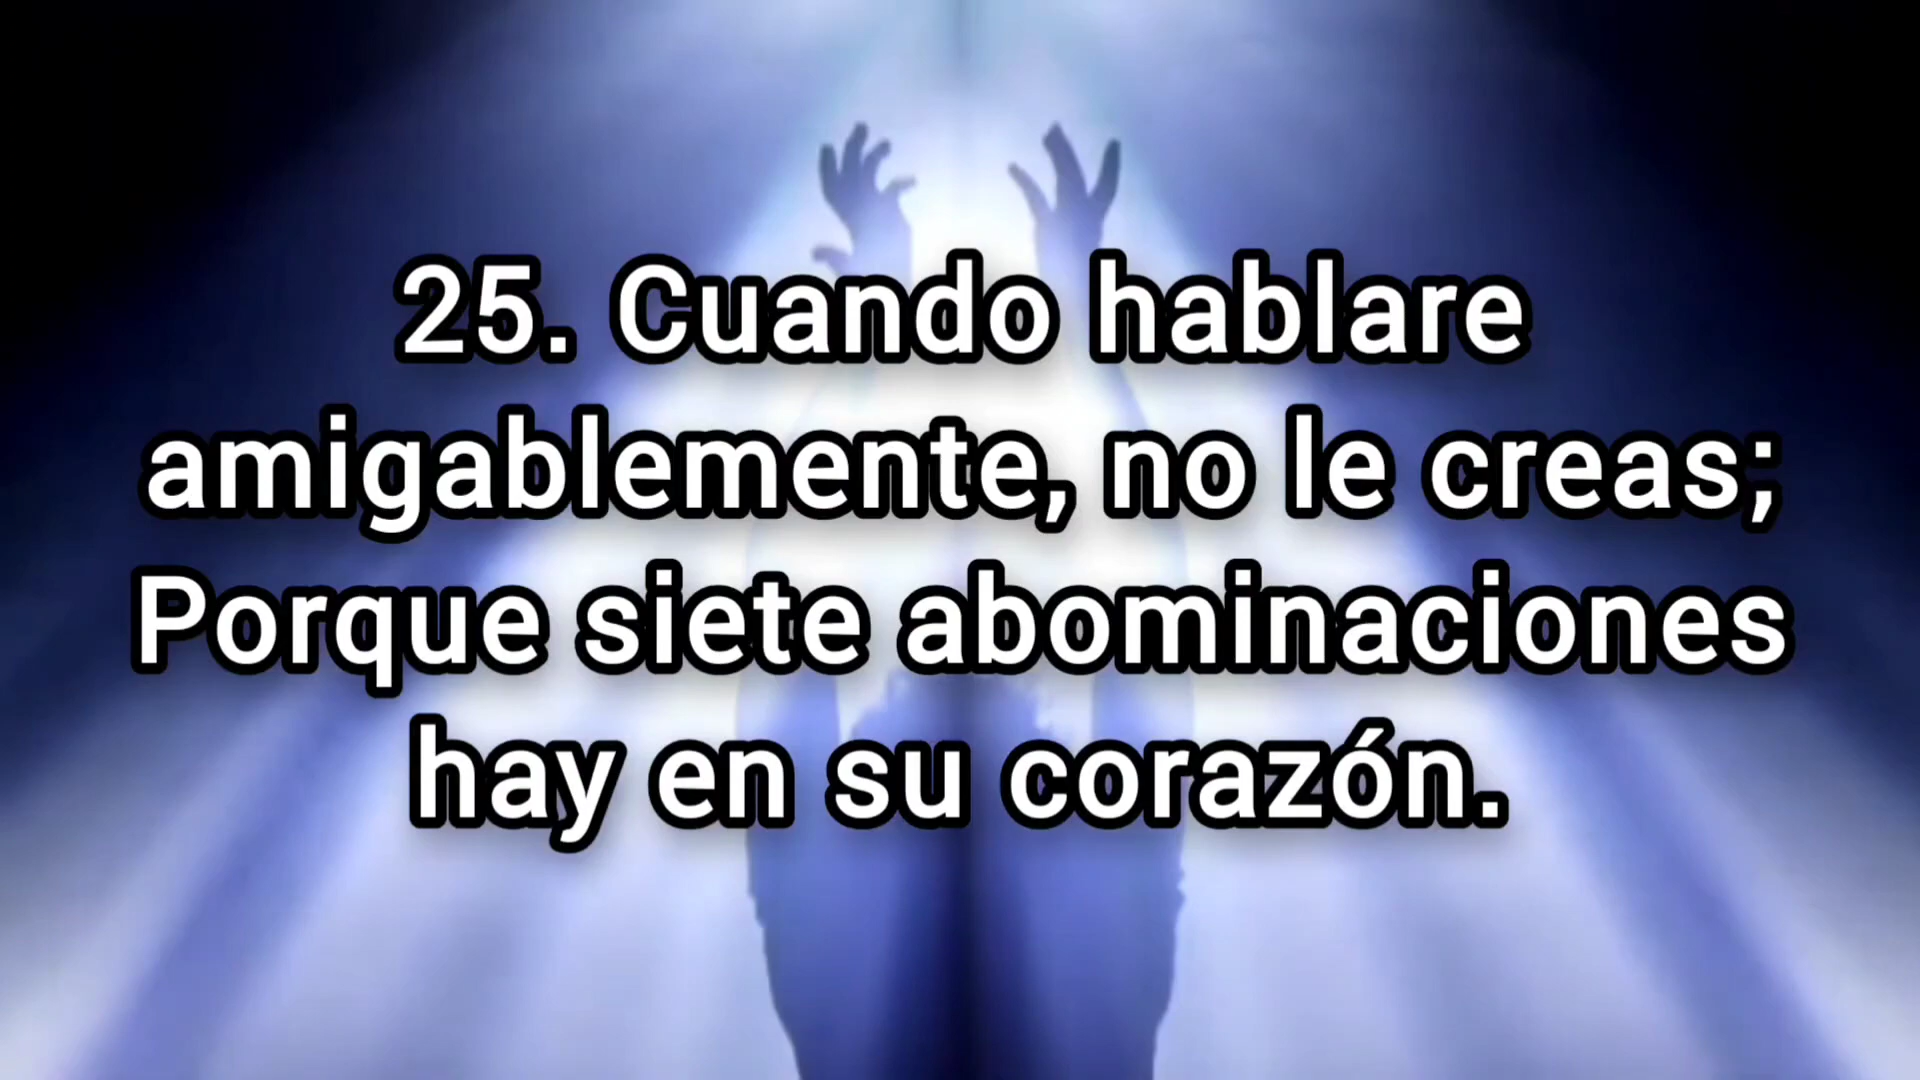 25. Cuando hablare
amigablemente, no le creas;
Porque siete abominaciones
hay en su corazón.